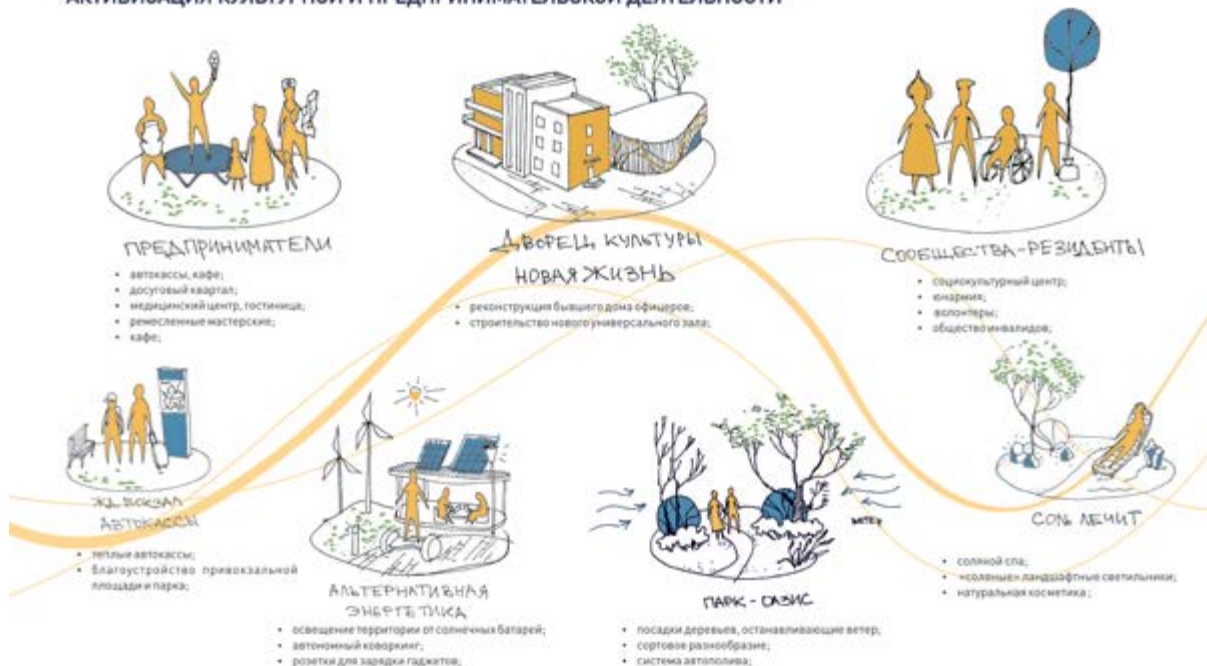 АКТИВИЗАЦИЯ КУЛЬТУРНОЙ И ПРЕДПРИНИМАТЕЛЬСКОЙ ДЕЯТЕЛЬНОСТИ
ПРЕДПРИНИМАТЕЛИ
• автокассы, кафе;
• досуговый квартал;
• медицинский центр, гостиница;
• ремесленные мастерские;
• кафе;
ДВОРЕЦ КУЛЬТУРЫ
НОВАЯ ЖИЗНЬ
• реконструкция бывшего дома офицеров;
• строительство нового универсального зала;
СООБЩЕСТВА-РЕЗИДЕНТЫ
• социокультурный центр;
• юнармия;
• волонтеры;
• общество инвалидов;
ЖД ВОКЗАЛ
АВТОКАССЫ
• теплые автокассы;
• благоустройство привокзальной
площади и парка;
АЛЬТЕРНАТИВНАЯ
ЭНЕРГЕТИКА
• освещение территории от солнечных батарей;
• автономный коворкинг;
• розетки для зарядки гаджетов;
ВЕТЕР
ПАРК-ОАЗИС
• посадки деревьев, останавливающие ветер;
• сортовое разнообразие;
• система автополива;
СОЛЬ ЛЕЧИТ
• соляной спа;
• «соленые» ландшафтные светильники;
• натуральная косметика;